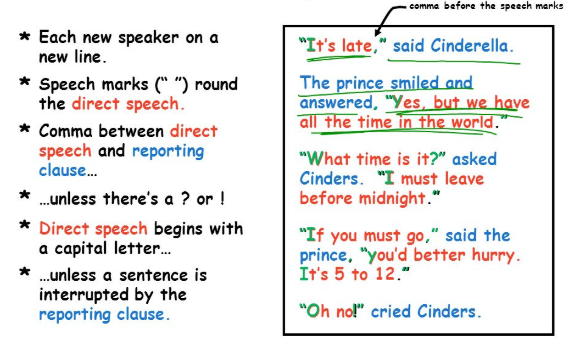 comma before the speech marks
* Each new speaker on a
new line.
* Speech marks (“ ”) round
the direct speech.
* Comma between direct
speech and reporting
clause…
* …unless there’s a ? or !
* Direct speech begins with
a capital letter…
* …unless a sentence is
interrupted by the
reporting clause.
“It’s late,” said Cinderella.
The prince smiled and
answered, “Yes, but we have
all the time in the world.”
“What time is it?” asked
Cinders. “I must leave
before midnight.”
“If you must go,” said the
prince, “you’d better hurry.
It’s 5 to 12.”
“Oh no!” cried Cinders.